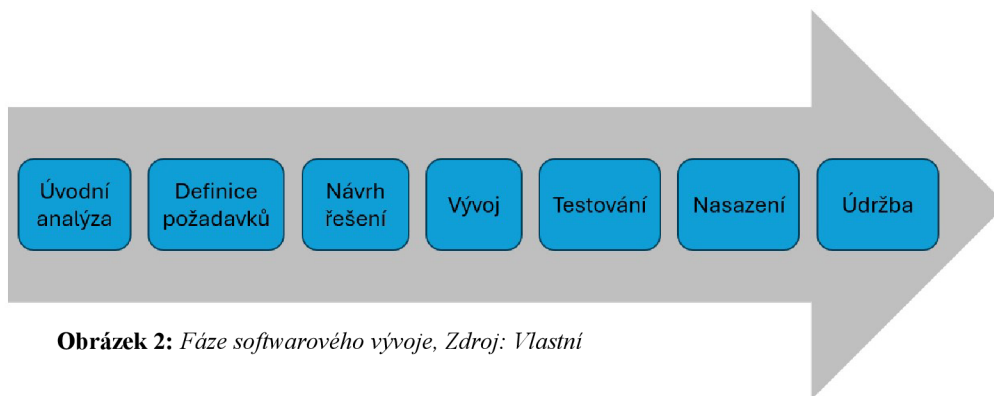 Úvodní
analýza
Definice
požadavků
Návrh
řešení
Vývoj
Testování
Nasazení
Údržba
Obrázek 2: Fáze softwarového vývoje, Zdroj: Vlastní